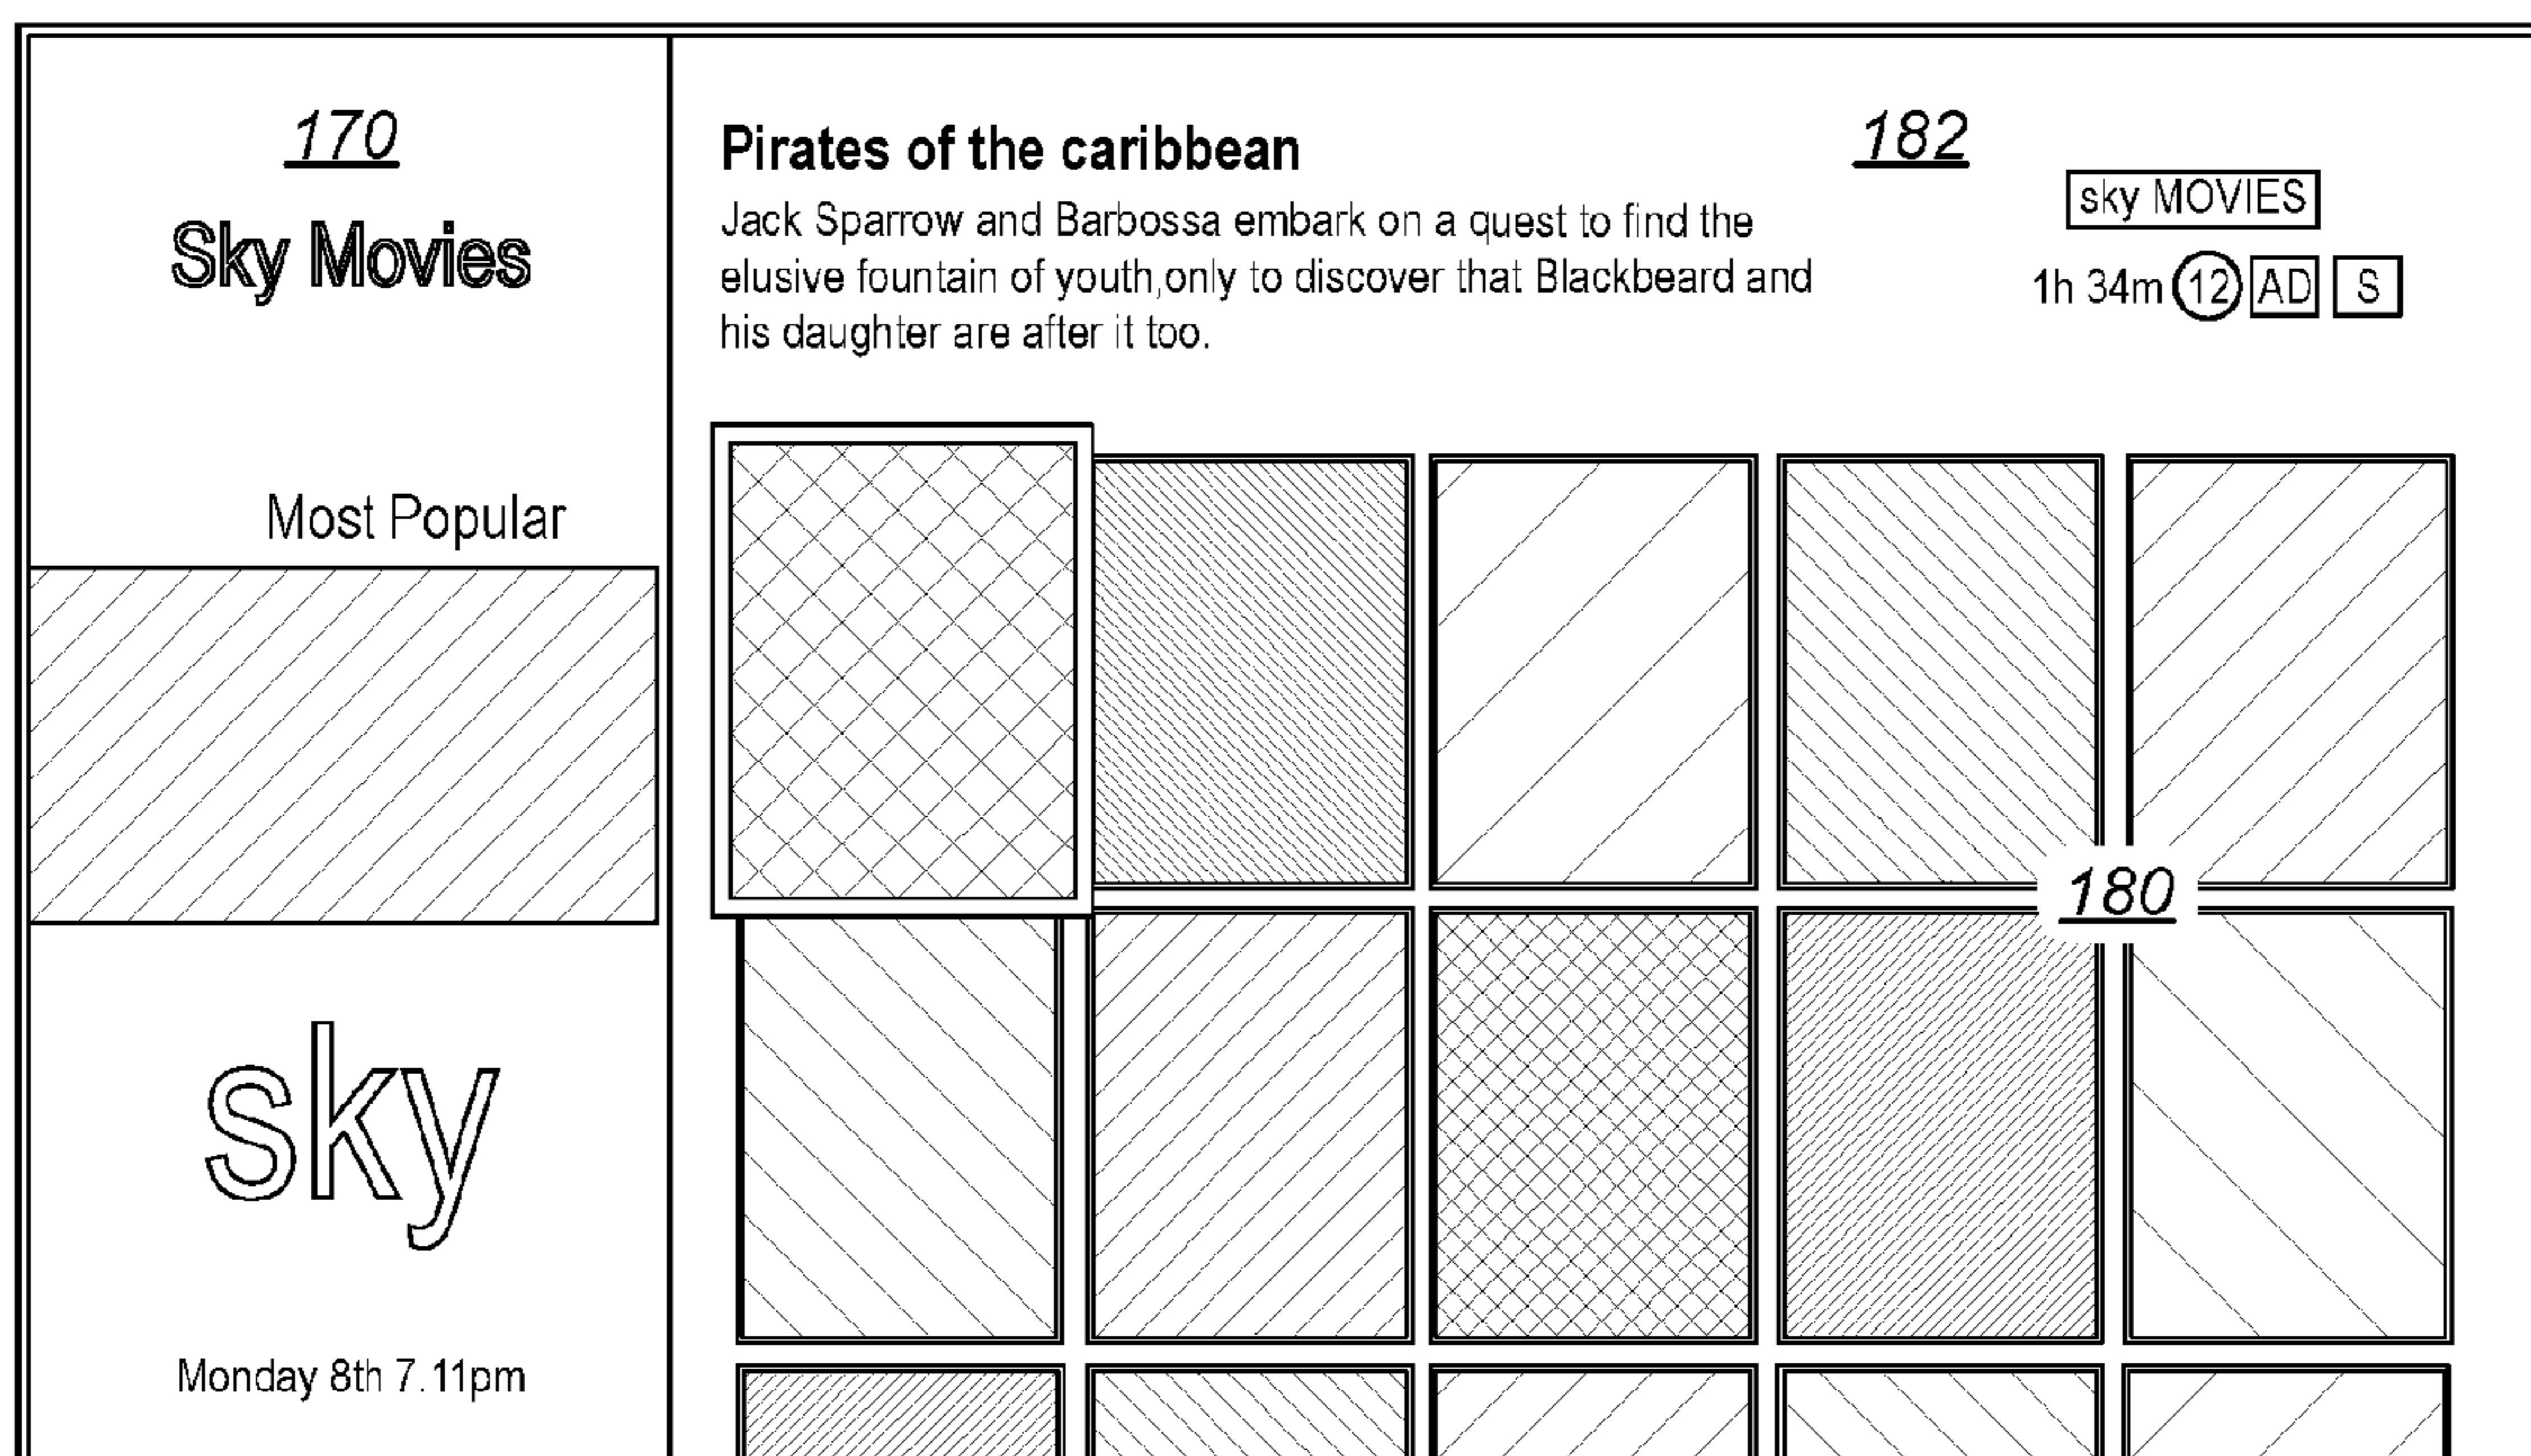 170
Sky Movies
Most Popular
sky
Monday 8th 7.11pm
Pirates of the caribbean
Jack Sparrow and Barbossa embark on a quest to find the
elusive fountain of youth,only to discover that Blackbeard and
his daughter are after it too.
182
sky MOVIES
1h 34m 12 AD S
180